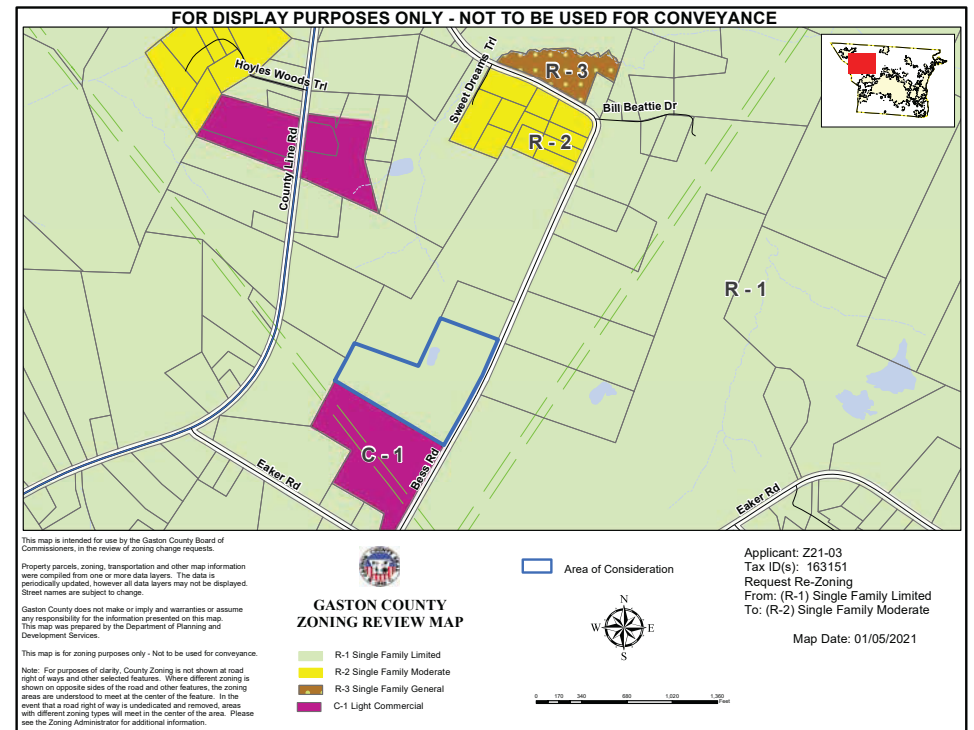 FOR DISPLAY PURPOSES ONLY - NOT TO BE USED FOR CONVEYANCE
Hoyles Woods Trl
Sweet Dreams Trl
R - 3
Bill Beattie Dr
R - 2
County Line Rd
R - 1
C - 1
Bess Rd
Eaker Rd
Eaker Rd
This map is intended for use by the Gaston County Board of
Commissioners, in the review of zoning change requests.
Property parcels, zoning, transportation and other map information
were compiled from one or more data layers. The data is
periodically updated, however all data layers may not be displayed.
Street names are subject to change.
Gaston County does not make or imply and warranties or assume
any responsibility for the information presented on this map.
This map was prepared by the Department of Planning and
Development Services.
This map is for zoning purposes only - Not to be used for conveyance.
Note: For purposes of clarity, County Zoning is not shown at road
right of ways and other selected features. Where different zoning is
shown on opposite sides of the road and other features, the zoning
areas are understood to meet at the center of the feature. In the
event that a road right of way is undedicated and removed, areas
with different zoning types will meet in the center of the area. Please
see the Zoning Administrator for additional information.
GASTON COUNTY
ZONING REVIEW MAP
R-1 Single Family Limited
R-2 Single Family Moderate
R-3 Single Family General
C-1 Light Commercial
Area of Consideration
N
W E
S
0 170 340 680 1,020 1,360
Feet
Applicant: Z21-03
Tax ID(s): 163151
Request Re-Zoning
From: (R-1) Single Family Limited
To: (R-2) Single Family Moderate
Map Date: 01/05/2021